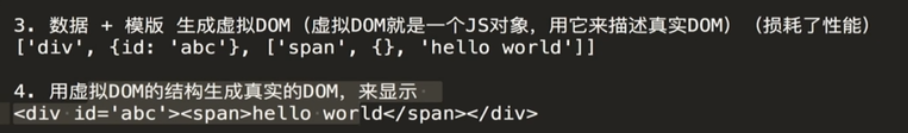 3. 数据 + 模版 生成虚拟DOM（虚拟DOM就是一个JS对象，用它来描述真实DOM）（损耗了性能）
['div', {id: 'abc'}, ['span', {}, 'hello world']]
4. 用虚拟DOM的结构生成真实的DOM，来显示
<div id='abc'><span>hello world</span></div>